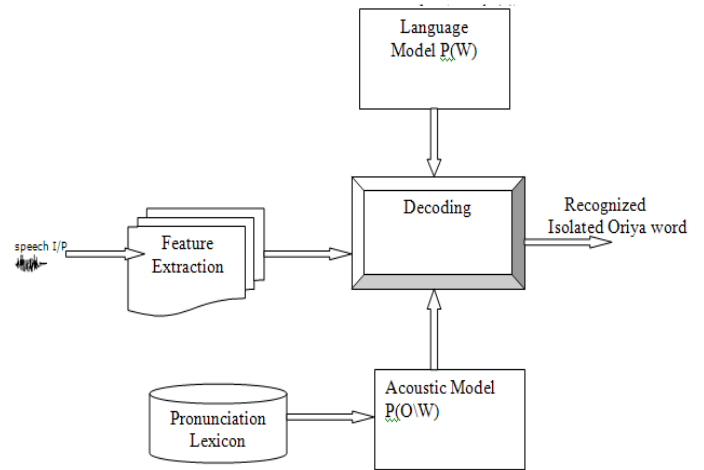 Language
Model P(W)
Decoding
Recognized
Isolated Oriya word
speech I/P
Feature
Extraction
Acoustic Model
P(O\W)
Pronunciation
Lexicon